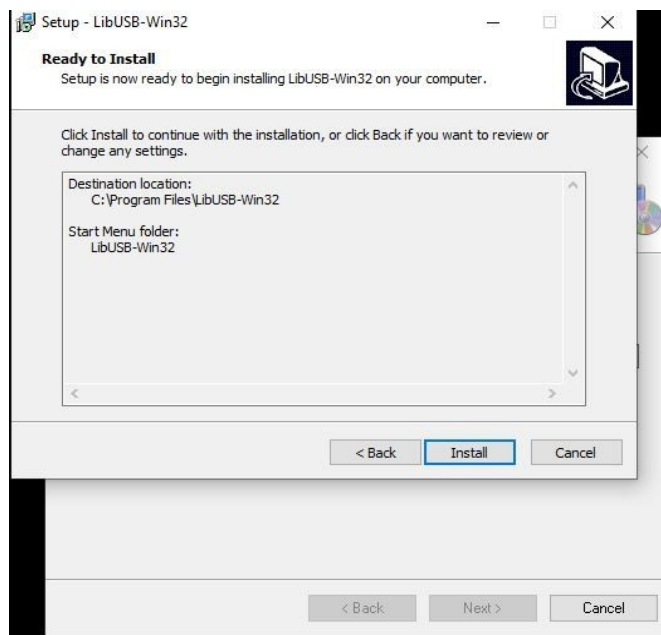 Setup - LibUSB-Win32
Ready to Install
Setup is now ready to begin installing LibUSB-Win32 on your computer.
Click Install to continue with the installation, or click Back if you want to review or
change any settings.
Destination location:
C:\Program Files\LibUSB-Win32
Start Menu folder:
LibUSB-Win32
< Back
Install
Cancel
< Back
Next >
Cancel